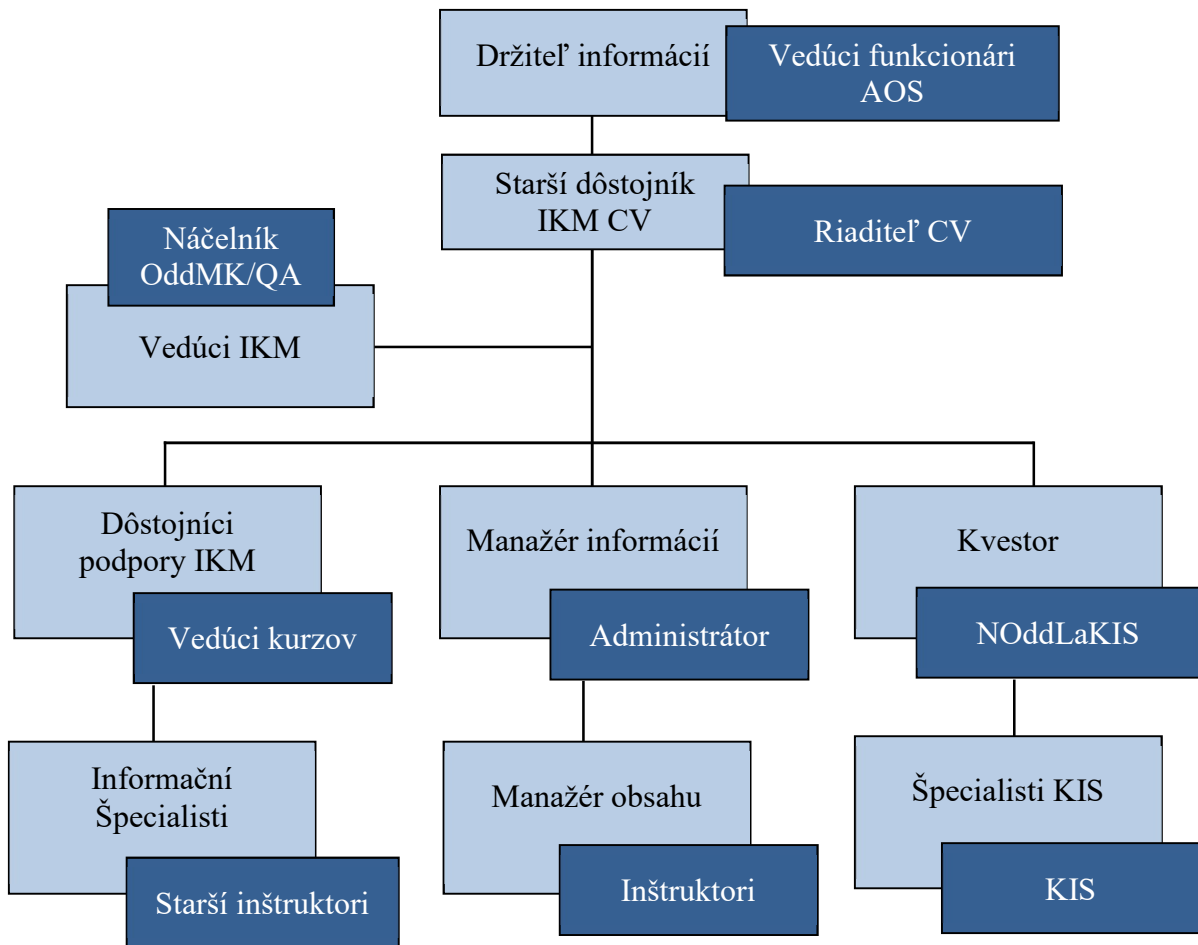 Držiteľ informácií
Vedúci funkcionári
AOS
Starší dôstojník
IKM CV
Riaditeľ CV
Náčelník
OddMK/QA
Vedúci IKM
Dôstojníci
podpory IKM
Vedúci kurzov
Manažér informácií
Administrátor
Kvestor
NOddLaKIS
Informační
Špecialisti
Starší inštruktori
Manažér obsahu
Inštruktori
Špecialisti KIS
KIS